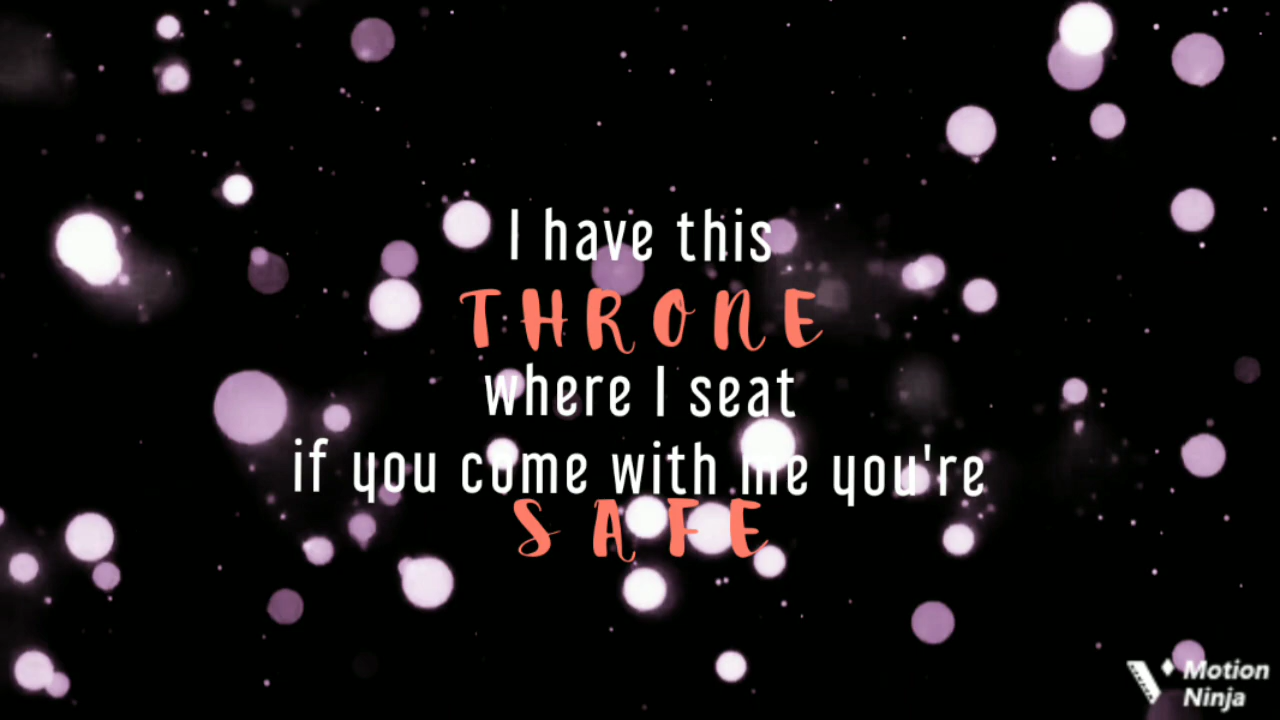 I have this
THRONE
where I seat
if you come with me you're
SAFE
Motion
Ninja